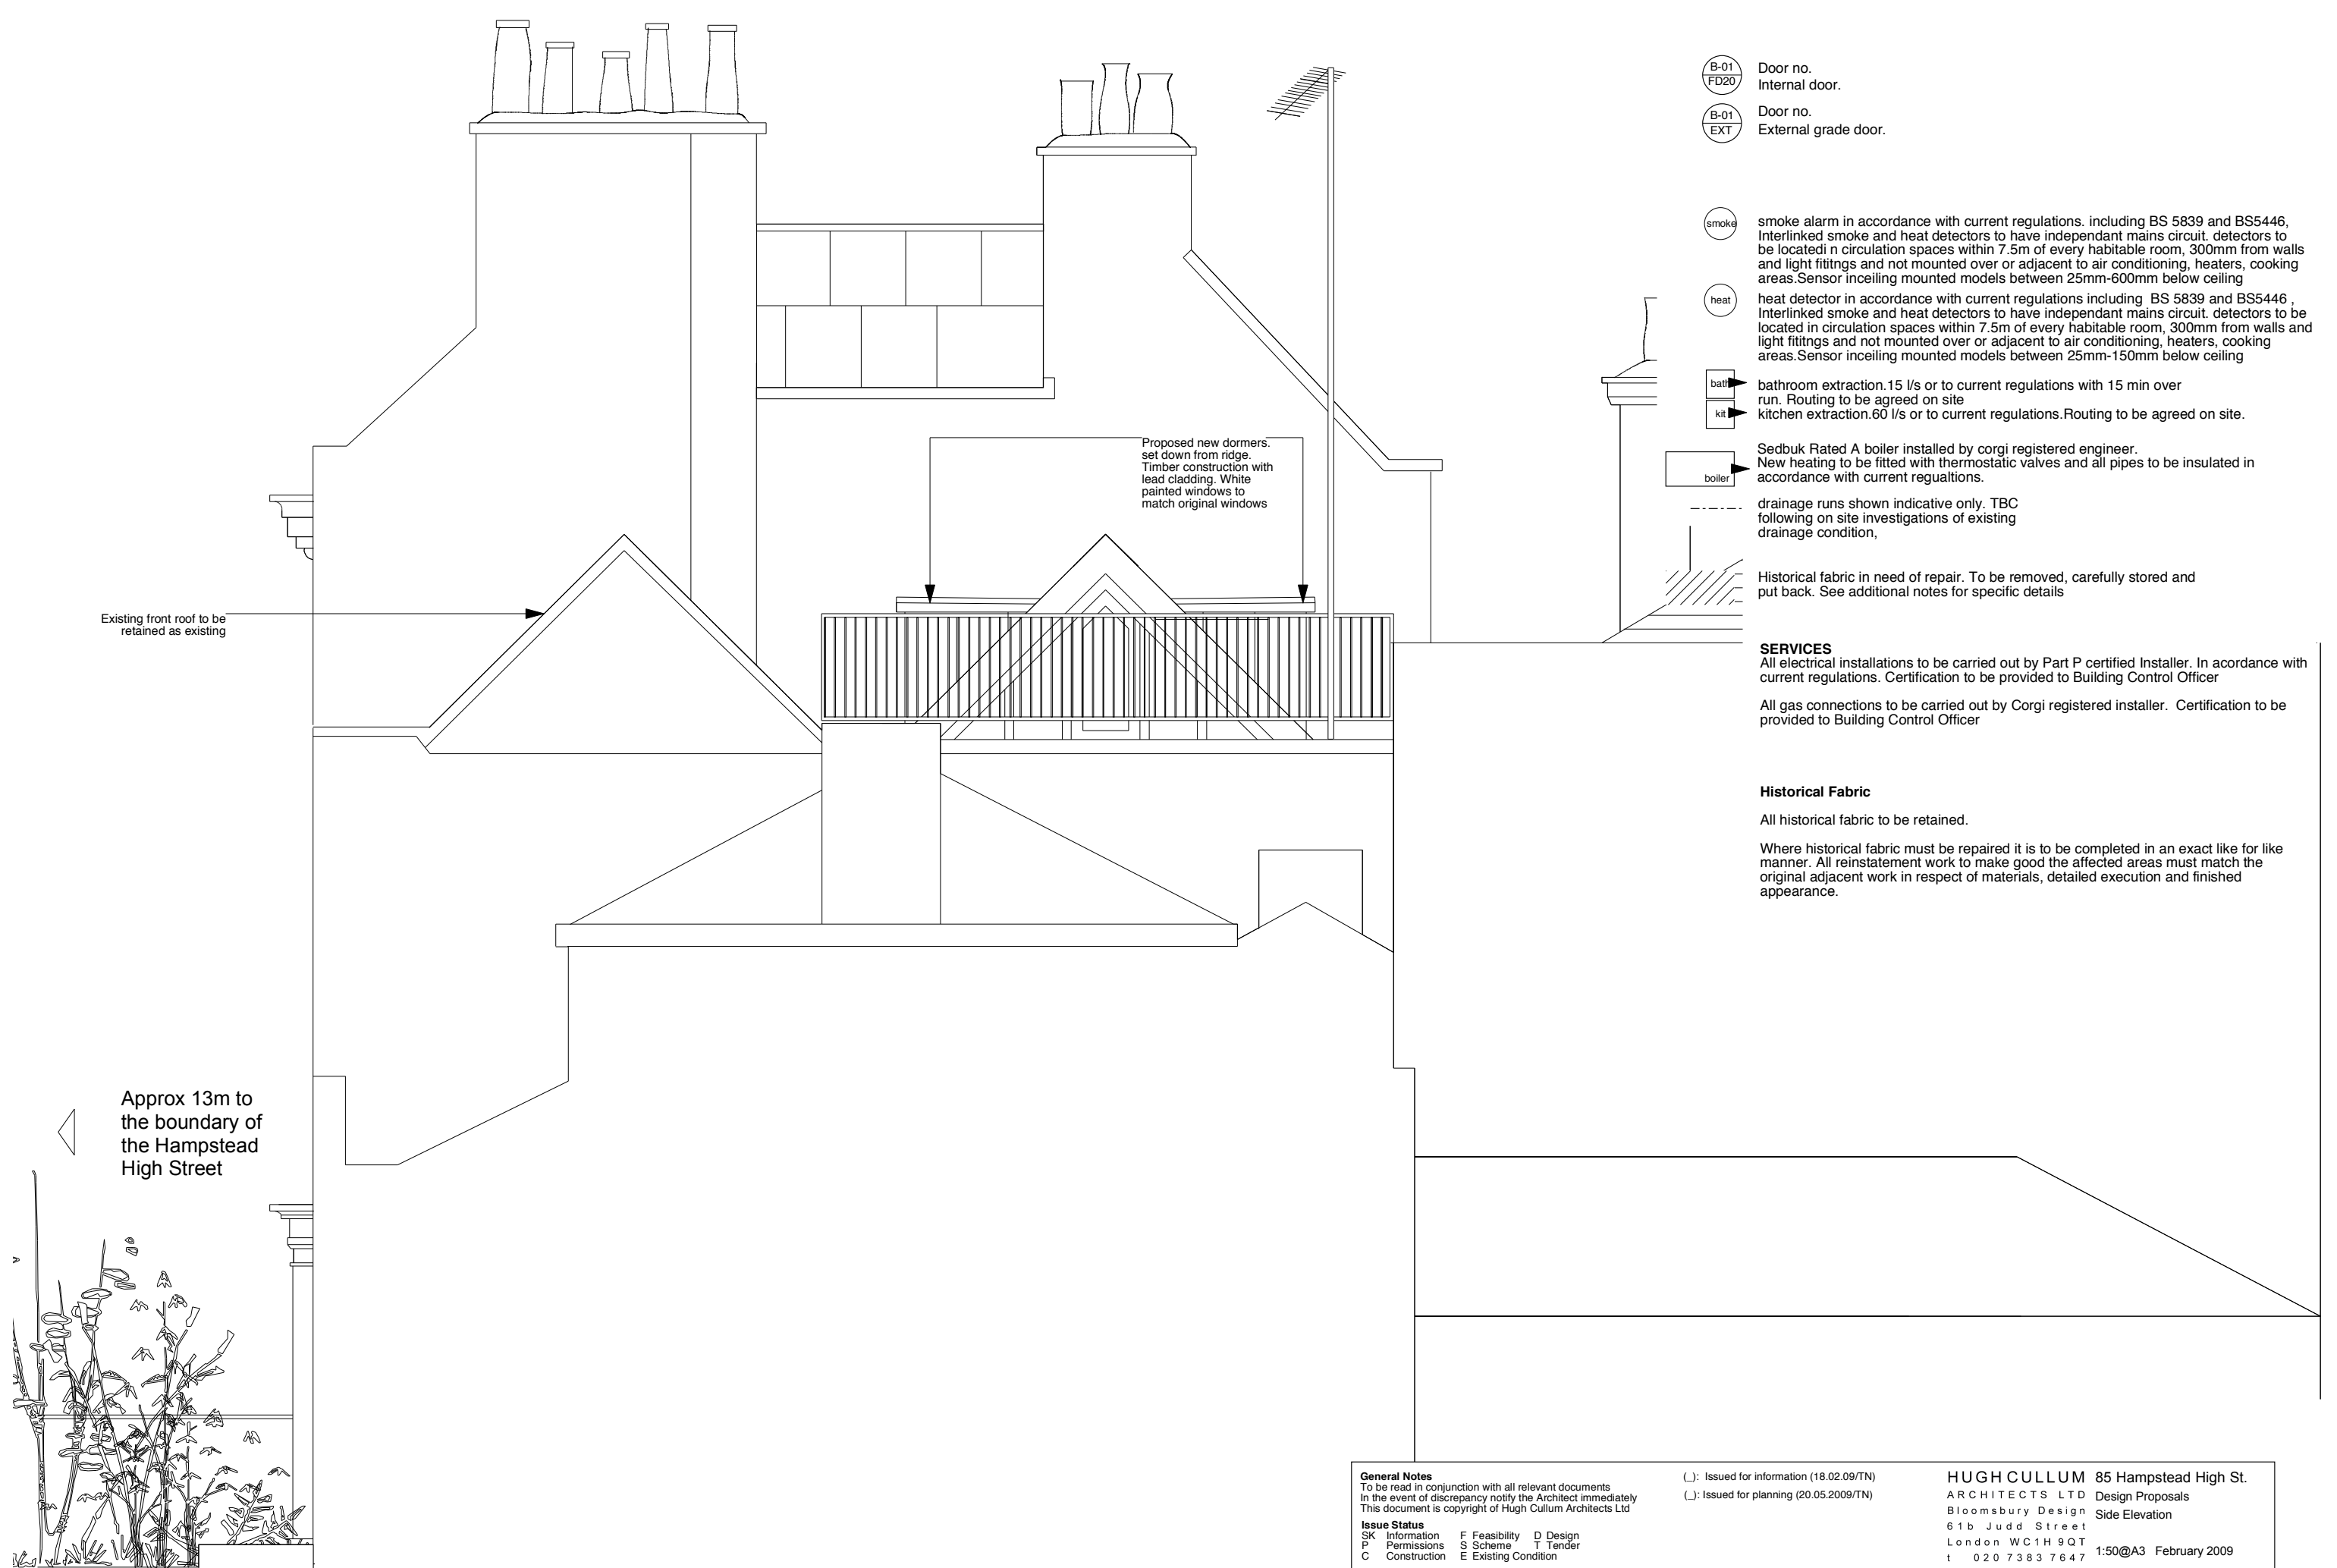 B-01
FD20
Door no.
Internal door.
B-01
EXT
Door no.
External grade door.
smoke
smoke alarm in accordance with current regulations. including BS 5839 and BS5446,
Interlinked smoke and heat detectors to have independant mains circuit. detectors to
be locatedi n circulation spaces within 7.5m of every habitable room, 300mm from walls
and light fititngs and not mounted over or adjacent to air conditioning, heaters, cooking
areas.Sensor inceiling mounted models between 25mm-600mm below ceiling
heat
heat detector in accordance with current regulations including BS 5839 and BS5446 ,
Interlinked smoke and heat detectors to have independant mains circuit. detectors to be
located in circulation spaces within 7.5m of every habitable room, 300mm from walls and
light fititngs and not mounted over or adjacent to air conditioning, heaters, cooking
areas.Sensor inceiling mounted models between 25mm-150mm below ceiling
bath
bathroom extraction.15 l/s or to current regulations with 15 min over
run. Routing to be agreed on site
kit
kitchen extraction.60 l/s or to current regulations.Routing to be agreed on site.
boiler
Sedbuk Rated A boiler installed by corgi registered engineer.
New heating to be fitted with thermostatic valves and all pipes to be insulated in
accordance with current regualtions.
drainage runs shown indicative only. TBC
following on site investigations of existing
drainage condition,
Historical fabric in need of repair. To be removed, carefully stored and
put back. See additional notes for specific details
SERVICES
All electrical installations to be carried out by Part P certified Installer. In acordance with
current regulations. Certification to be provided to Building Control Officer
All gas connections to be carried out by Corgi registered installer. Certification to be
provided to Building Control Officer
Historical Fabric
All historical fabric to be retained.
Where historical fabric must be repaired it is to be completed in an exact like for like
manner. All reinstatement work to make good the affected areas must match the
original adjacent work in respect of materials, detailed execution and finished
appearance.
Proposed new dormers.
set down from ridge.
Timber construction with
lead cladding. White
painted windows to
match original windows
Existing front roof to be
retained as existing
Approx 13m to
the boundary of
the Hampstead
High Street
General Notes
To be read in conjunction with all relevant documents
In the event of discrepancy notify the Architect immediately
This document is copyright of Hugh Cullum Architects Ltd
Issue Status
SK Information F Feasibility D Design
P Permissions S Scheme T Tender
C Construction E Existing Condition
(_): Issued for information (18.02.09/TN)
(_): Issued for planning (20.05.2009/TN)
HUGH CULLUM
ARCHITECTS LTD
Bloomsbury Design
61b Judd Street
London WC1H 9QT
t 020 7383 7647
85 Hampstead High St.
Design Proposals
Side Elevation
1:50@A3 February 2009